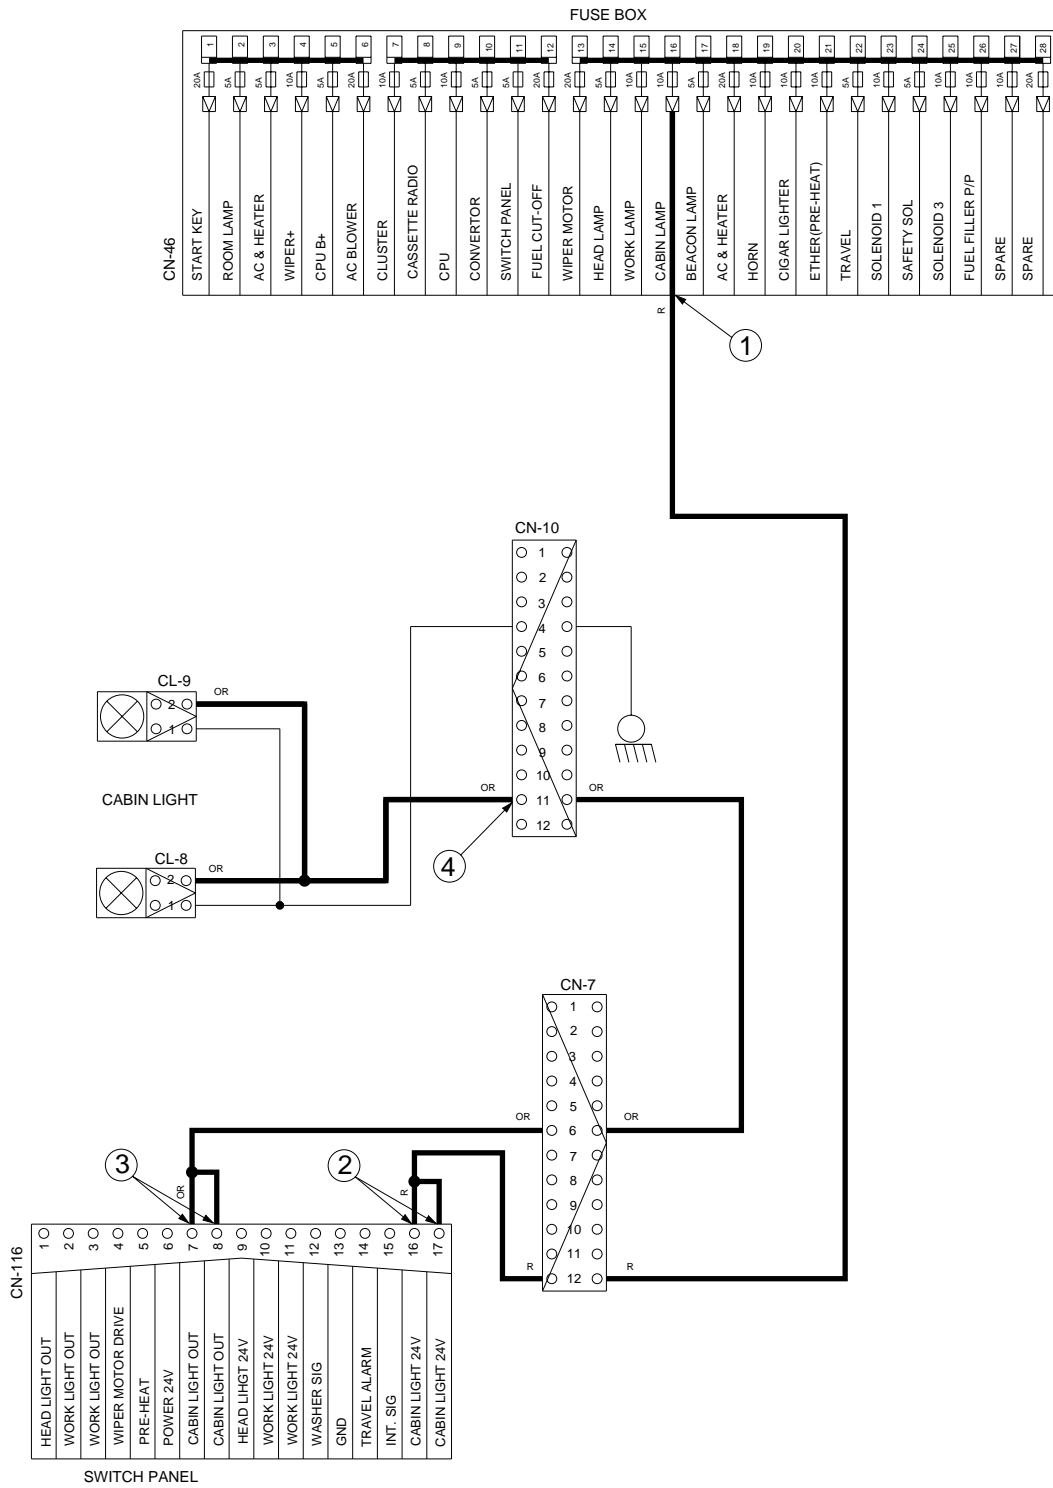 FUSE BOX
1
2
3
4
5
6
7
8
9
10
11
12
13
14
15
16
17
18
19
20
21
22
23
24
25
26
27
28
20A
5A
5A
10A
5A
20A
10A
5A
10A
5A
5A
20A
20A
5A
10A
10A
5A
20A
10A
10A
10A
5A
10A
5A
10A
10A
10A
20A
CN-46
START KEY
ROOM LAMP
AC & HEATER
WIPER+
CPU B+
AC BLOWER
CLUSTER
CASSETTE RADIO
CPU
CONVERTOR
SWITCH PANEL
FUEL CUT-OFF
WIPER MOTOR
HEAD LAMP
WORK LAMP
CABIN LAMP
BEACON LAMP
AC & HEATER
HORN
CIGAR LIGHTER
ETHER(PRE-HEAT)
TRAVEL
SOLENOID 1
SAFETY SOL
SOLENOID 3
FUEL FILLER P/P
SPARE
SPARE
R
1
CN-10
1
2
3
4
5
6
7
8
9
10
11
12
OR
OR
4
CL-9
OR
2
1
CABIN LIGHT
CL-8
OR
2
1
CN-7
1
2
3
4
5
6
7
8
9
10
11
12
OR
OR
R
R
3
2
OR
R
CN-116
1
2
3
4
5
6
7
8
9
10
11
12
13
14
15
16
17
HEAD LIGHT OUT
WORK LIGHT OUT
WORK LIGHT OUT
WIPER MOTOR DRIVE
PRE-HEAT
POWER 24V
CABIN LIGHT OUT
CABIN LIGHT OUT
HEAD LIHGT 24V
WORK LIGHT 24V
WORK LIGHT 24V
WASHER SIG
GND
TRAVEL ALARM
INT. SIG
CABIN LIGHT 24V
CABIN LIGHT 24V
SWITCH PANEL